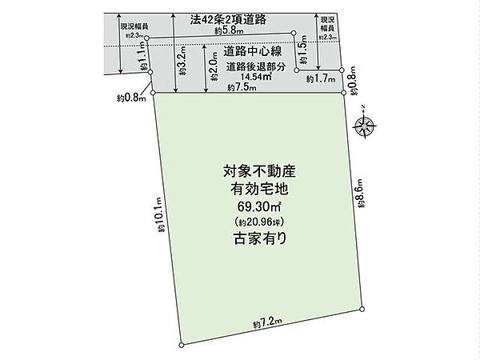 法42条2項道路
現況幅員
約2.3m
約5.8m
現況幅員
約2.3m
約1.1m
約3.2m
約2.0m
道路中心線
道路後退部分
14.54㎡
約1.5m
約1.7m
約0.8m
約7.5m
約0.8m
N
対象不動産
有効宅地
69.30㎡
(約20.96坪)
古家有り
約10.1m
約8.6m
約7.2m